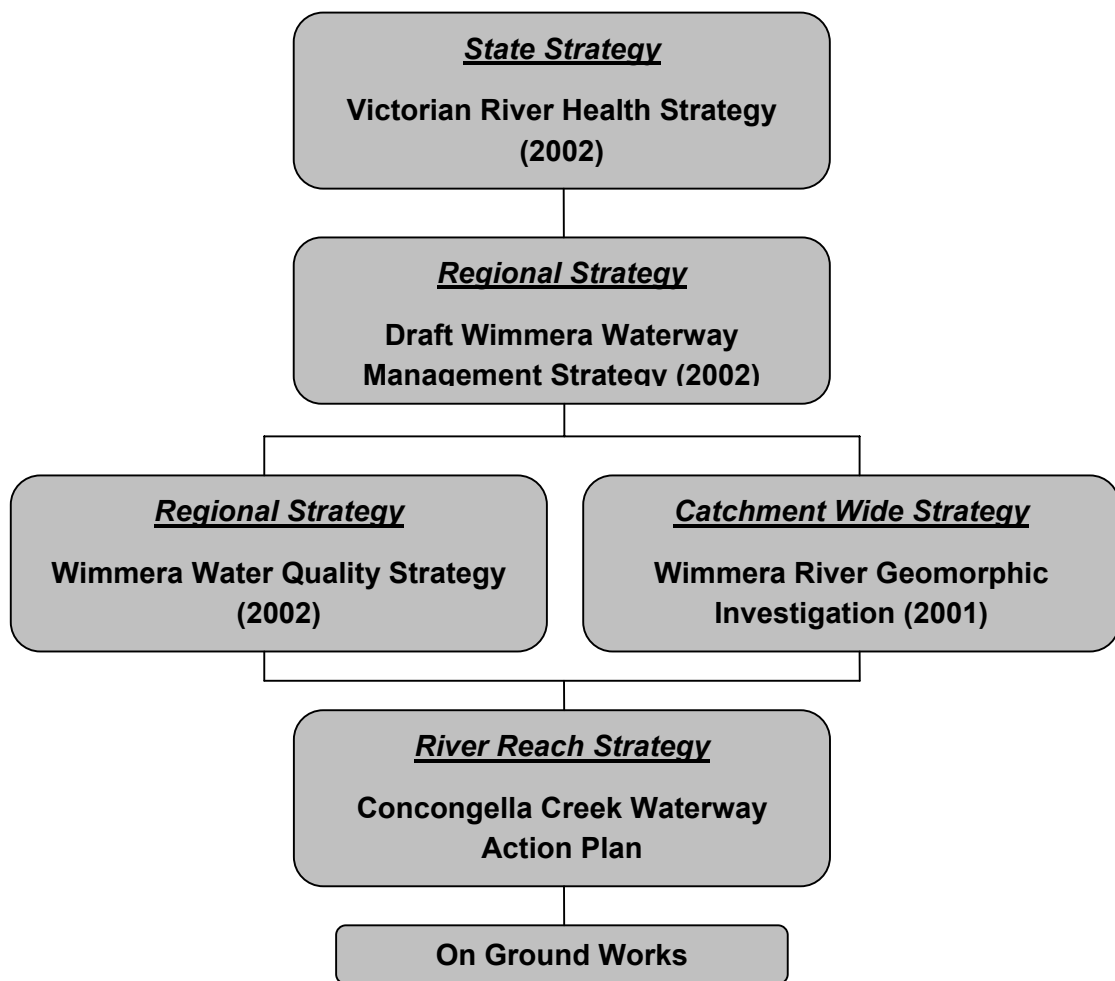 State Strategy
Victorian River Health Strategy
(2002)
Regional Strategy
Draft Wimmera Waterway
Management Strategy (2002)
Regional Strategy
Wimmera Water Quality Strategy
(2002)
Catchment Wide Strategy
Wimmera River Geomorphic
Investigation (2001)
River Reach Strategy
Concongella Creek Waterway
Action Plan
On Ground Works